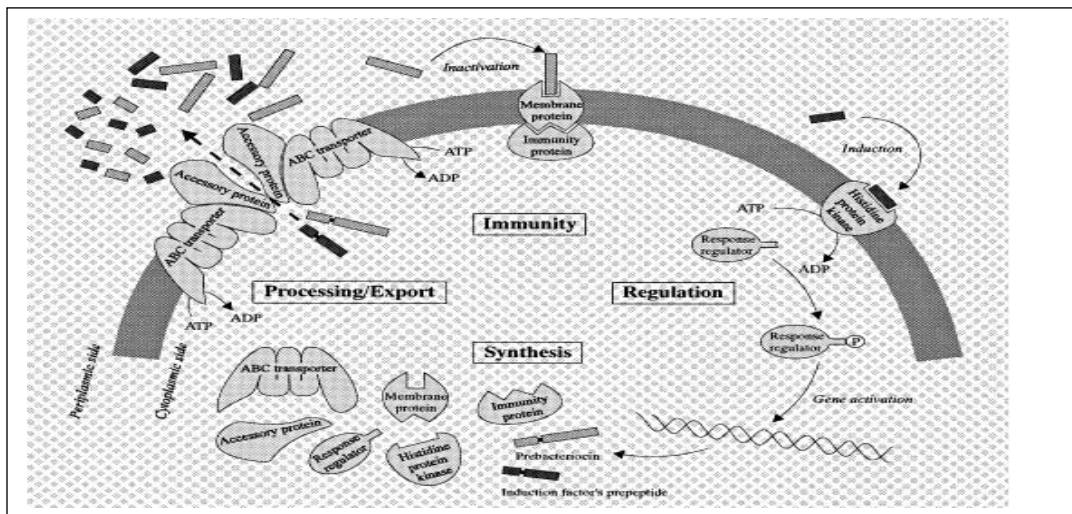 Inactivation
Membrane
protein
Immunity
protein
Accessory protein
ABC transporter
ATP
ADP
Accessory protein
ABC transporter
ATP
ADP
Induction
Histidine
protein
kinase
ATP
ADP
Response
regulator
Immunity
Processing/Export
Regulation
Response
regulator
P
Gene activation
Periplasmic side
Cytoplasmic side
Synthesis
ABC transporter
Membrane
protein
Immunity
protein
Accessory protein
Response
regulator
Histidine
protein
kinase
Prebacteriocin
Induction factor's prepeptide